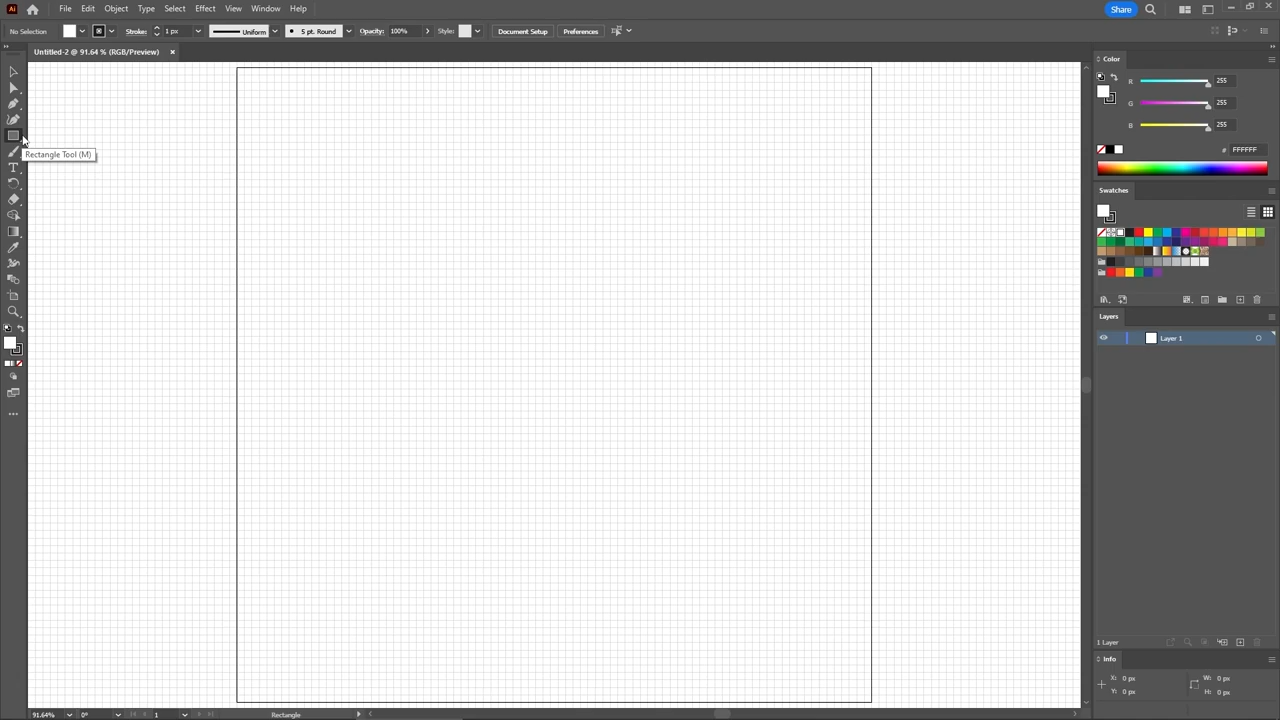 Ai File Edit Object Type Select Effect View Window Help Share
No Selection Stroke: 1 px Uniform 5 pt. Round Opacity: 100% Style: Document Setup Preferences
Untitled-2 @ 91.64 % (RGB/Preview)
Color
R 255
G 103
B 255
# FFFFFF
Rectangle Tool (M)
Swatches
Layers
Layer 1
1 Layer
Info
X: 0 px W: 0 px
Y: 0 px H: 0 px
91.64% 0° 1 Rectangle